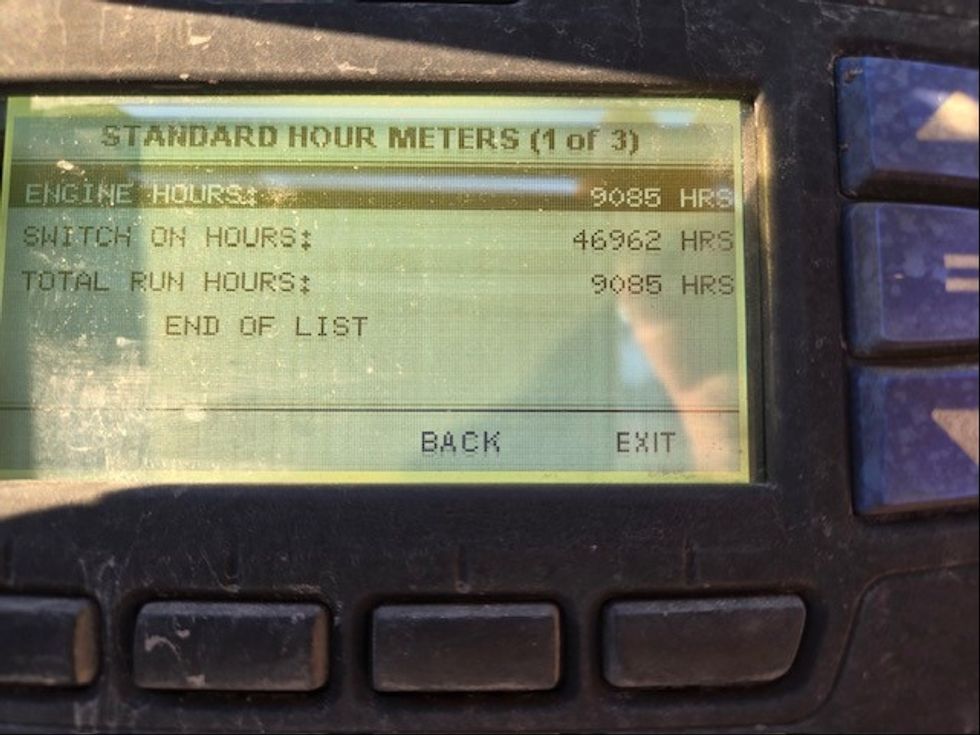 STANDARD HOUR METERS (1 of 3)
ENGINE HOURS: 9085 HRS
SWITCH ON HOURS: 46962 HRS
TOTAL RUN HOURS: 9085 HRS
END OF LIST
BACK EXIT